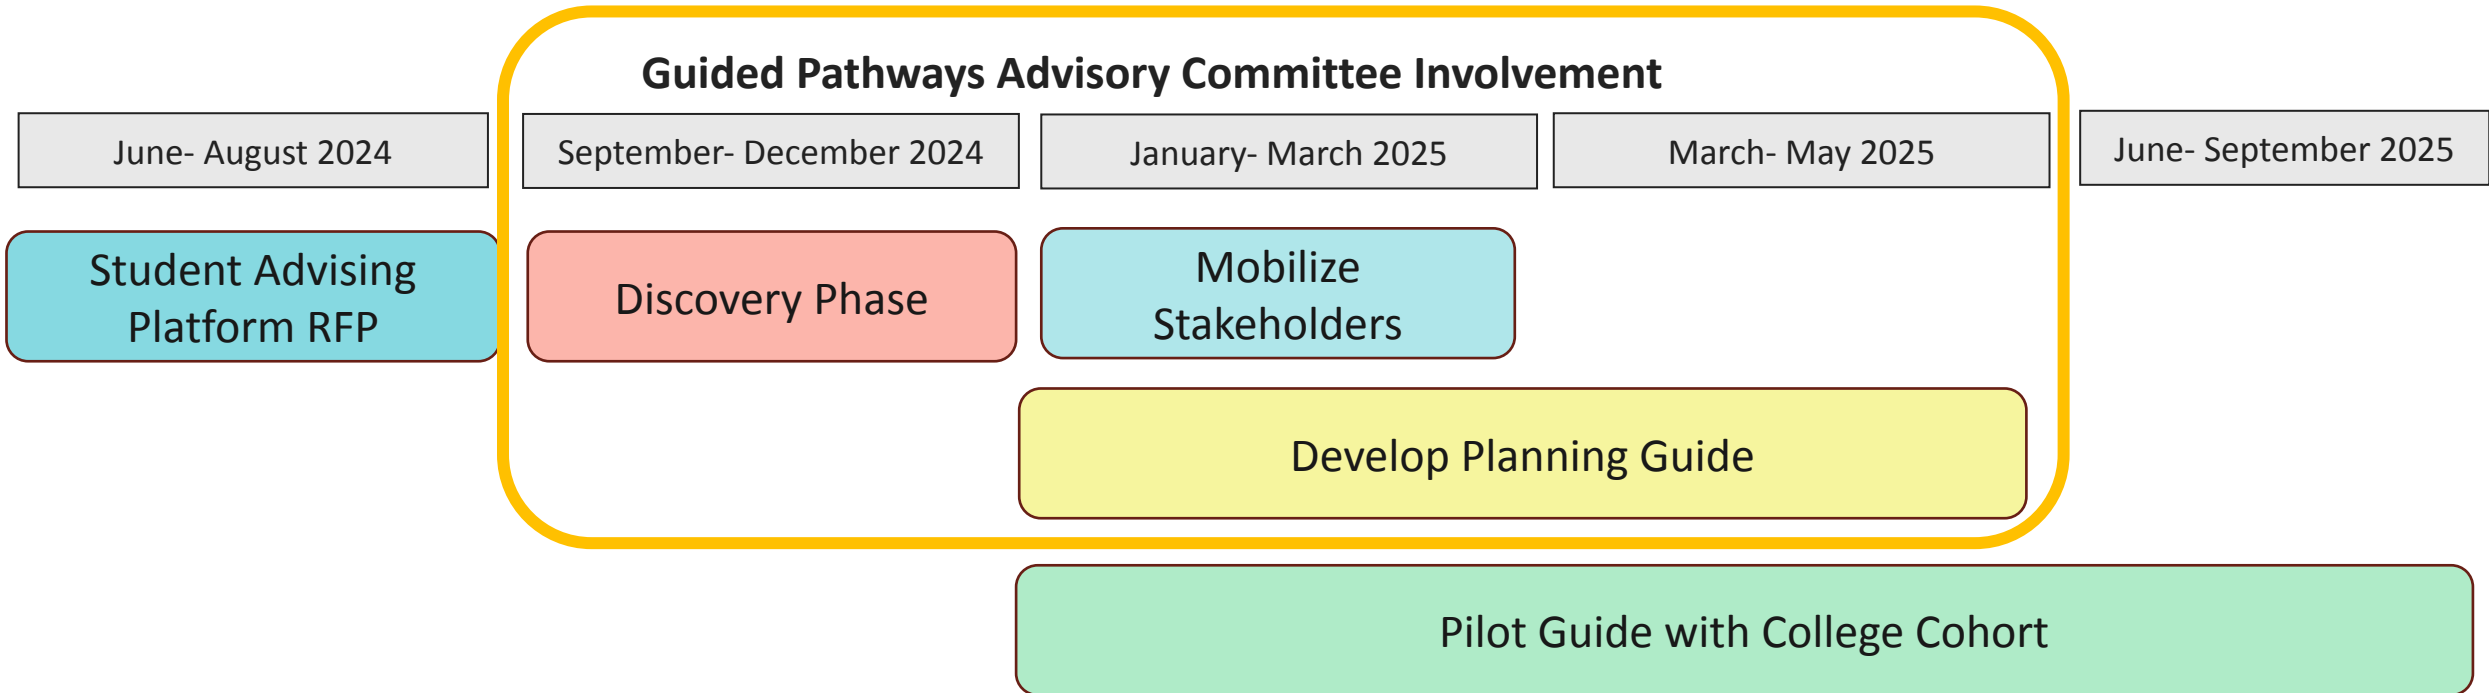 Guided Pathways Advisory Committee Involvement
June- August 2024
September- December 2024
January- March 2025
March- May 2025
June- September 2025
Student Advising
Platform RFP
Discovery Phase
Mobilize
Stakeholders
Develop Planning Guide
Pilot Guide with College Cohort